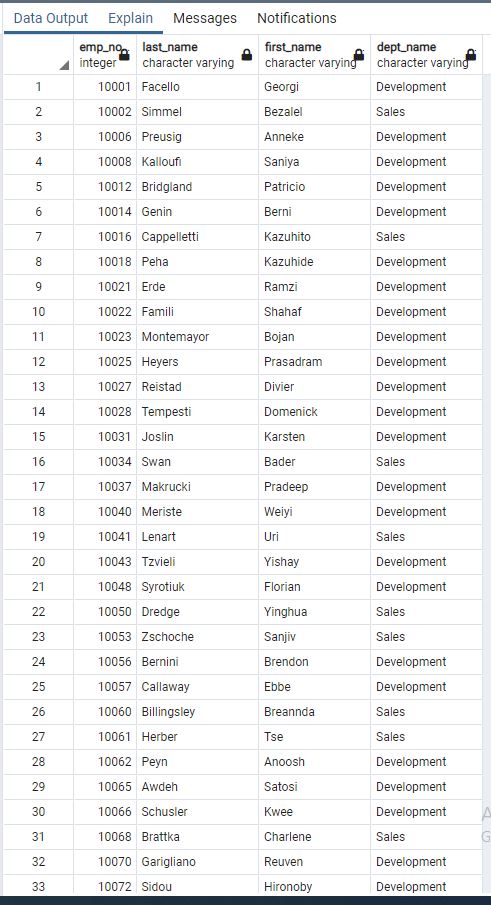 Data Output Explain Messages Notifications
emp_no last_name first_name dept_name
integer character varying character varying character varying
1 10001 Facello Georgi Development
2 10002 Simmel Bezalel Sales
3 10006 Preusig Anneke Development
4 10008 Kalloufi Saniya Development
5 10012 Bridgland Patricio Development
6 10014 Genin Berni Development
7 10016 Cappelletti Kazuhito Sales
8 10018 Peha Kazuhide Development
9 10021 Erde Ramzi Development
10 10022 Famili Shahaf Development
11 10023 Montemayor Bojan Development
12 10025 Heyers Prasadram Development
13 10027 Reistad Divier Development
14 10028 Tempesti Domenick Development
15 10031 Joslin Karsten Development
16 10034 Swan Bader Sales
17 10037 Makrucki Pradeep Development
18 10040 Meriste Weiyi Development
19 10041 Lenart Uri Sales
20 10043 Tzvieli Yishay Development
21 10048 Syrotiuk Florian Development
22 10050 Dredge Yinghua Sales
23 10053 Zschoche Sanjiv Sales
24 10056 Bernini Brendon Development
25 10057 Callaway Ebbe Development
26 10060 Billingsley Breannda Sales
27 10061 Herber Tse Sales
28 10062 Peyn Anoosh Development
29 10065 Awdeh Satosi Development
30 10066 Schusler Kwee Development
31 10068 Brattka Charlene Sales
32 10070 Garigliano Reuven Development
33 10072 Sidou Hironoby Development